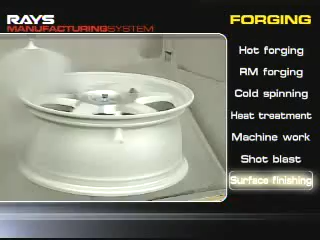 RAYS
MANUFACTURINGSYSTEM
FORGING
Hot forging
RM forging
Cold spinning
Heat treatment
Machine work
Shot blast
Surface finishing